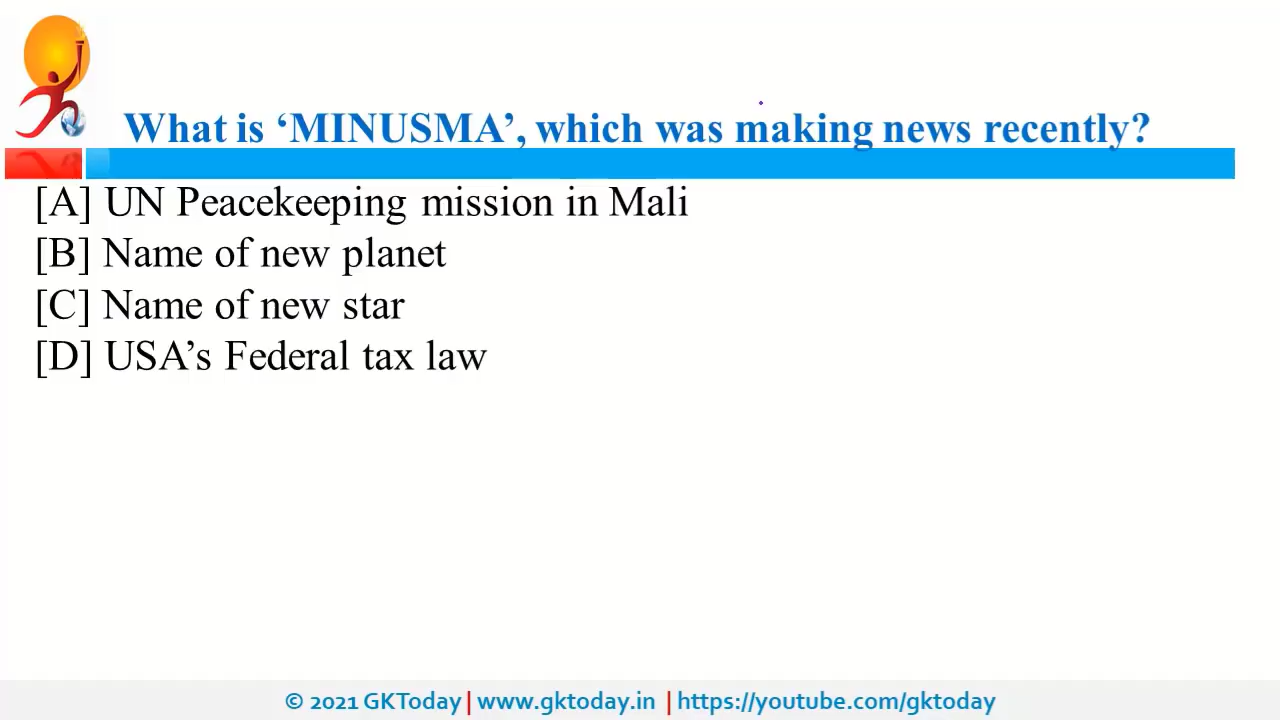 What is ‘MINUSMA’, which was making news recently?
[A] UN Peacekeeping mission in Mali
[B] Name of new planet
[C] Name of new star
[D] USA’s Federal tax law
© 2021 GKToday | www.gktoday.in | https://youtube.com/gktoday